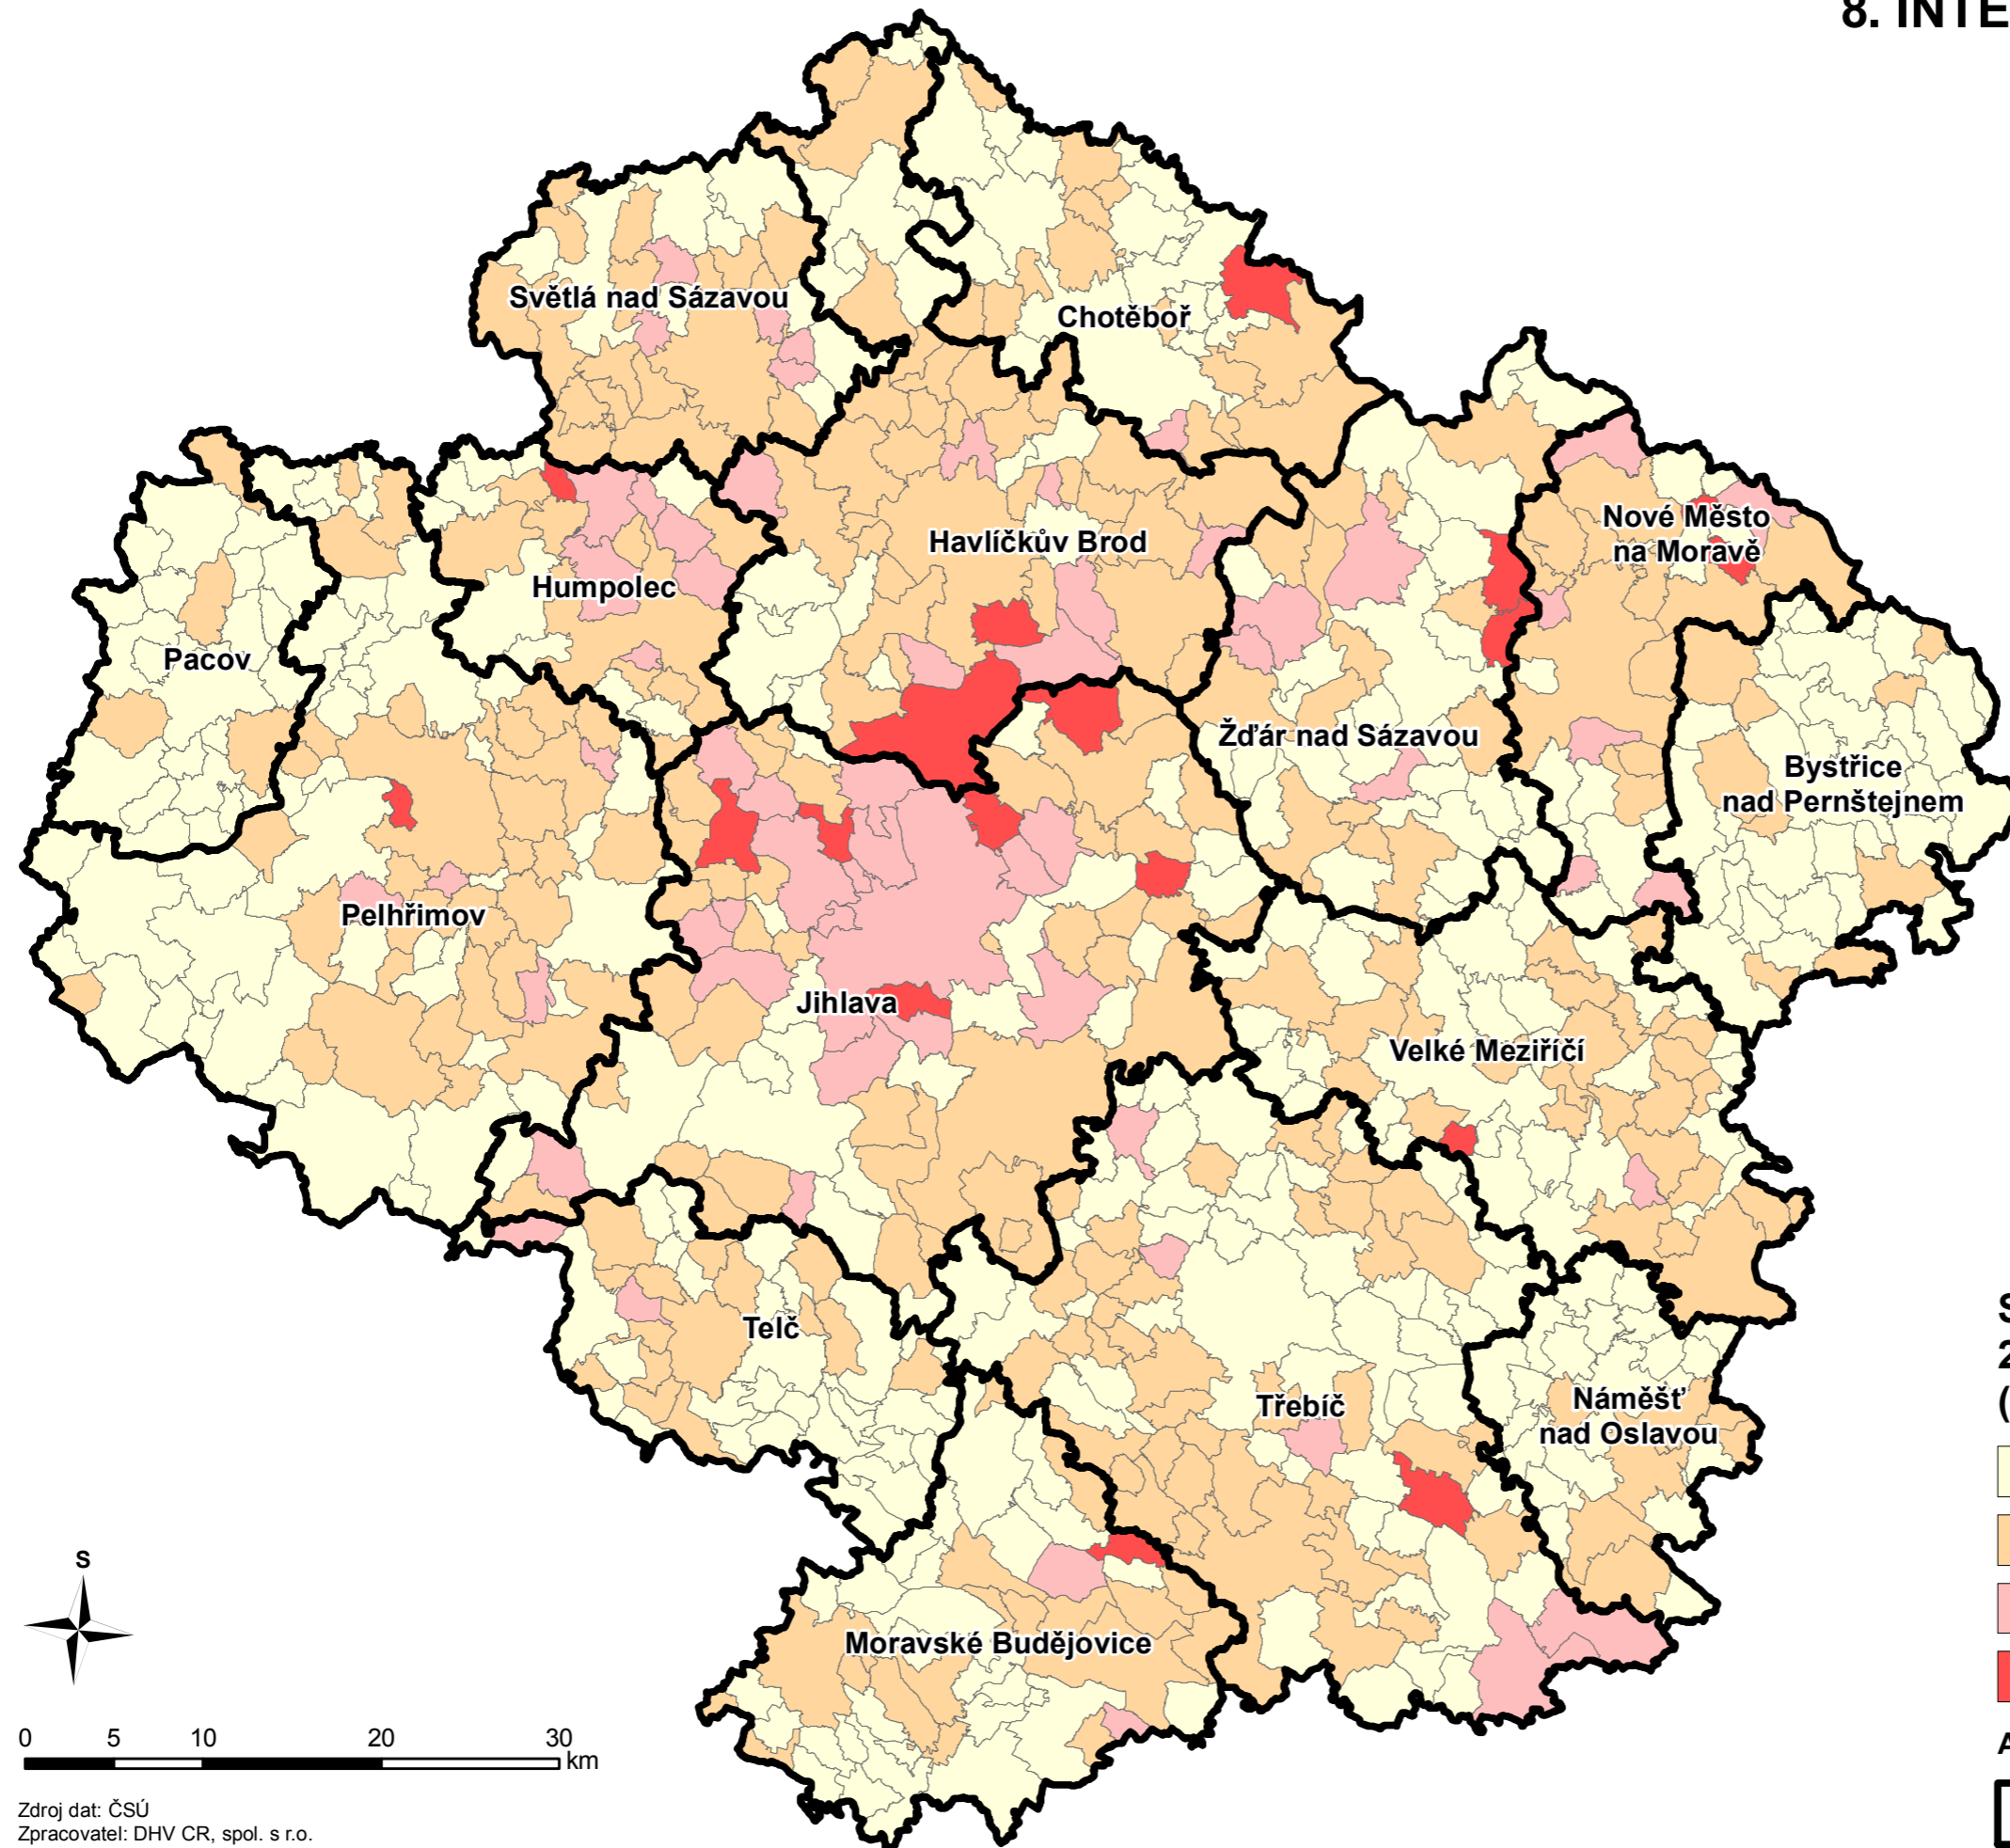 8. INTE
Světlá nad Sázavou
Chotěboř
Havlíčkův Brod
Nové Město
na Moravě
Humpolec
Pacov
Žďár nad Sázavou
Bystřice
nad Pernštejnem
Pelhřimov
Jihlava
Velké Meziříčí
Telč
Třebíč
Náměšť
nad Oslavou
Moravské Budějovice
S
2
(
A
S
0 5 10 20 30
km
Zdroj dat: ČSÚ
Zpracovatel: DHV CR, spol. s r.o.